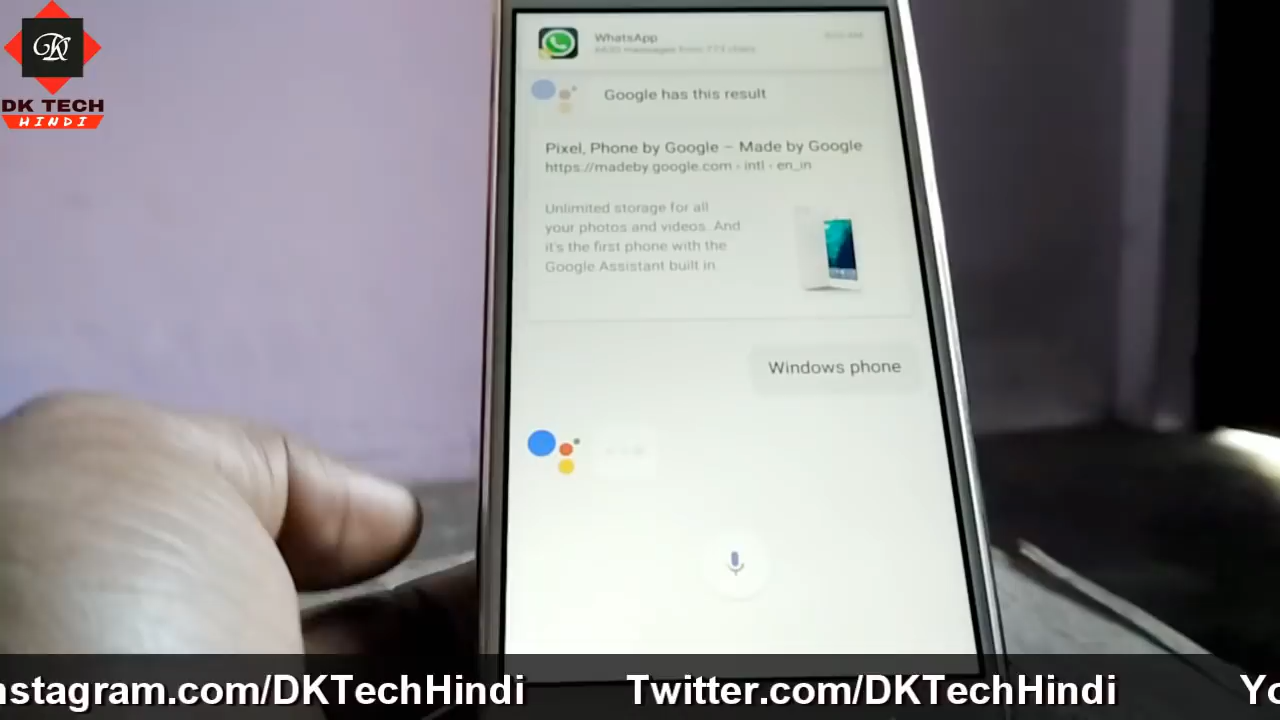 DK TECH
HINDI
WhatsApp
Google has this result
Pixel, Phone by Google – Made by Google
https://madeby.google.com › intl › en_in
Unlimited storage for all
your photos and videos. And
it's the first phone with the
Google Assistant built in
Windows phone
nstagram.com/DKTechHindi Twitter.com/DKTechHindi Yo